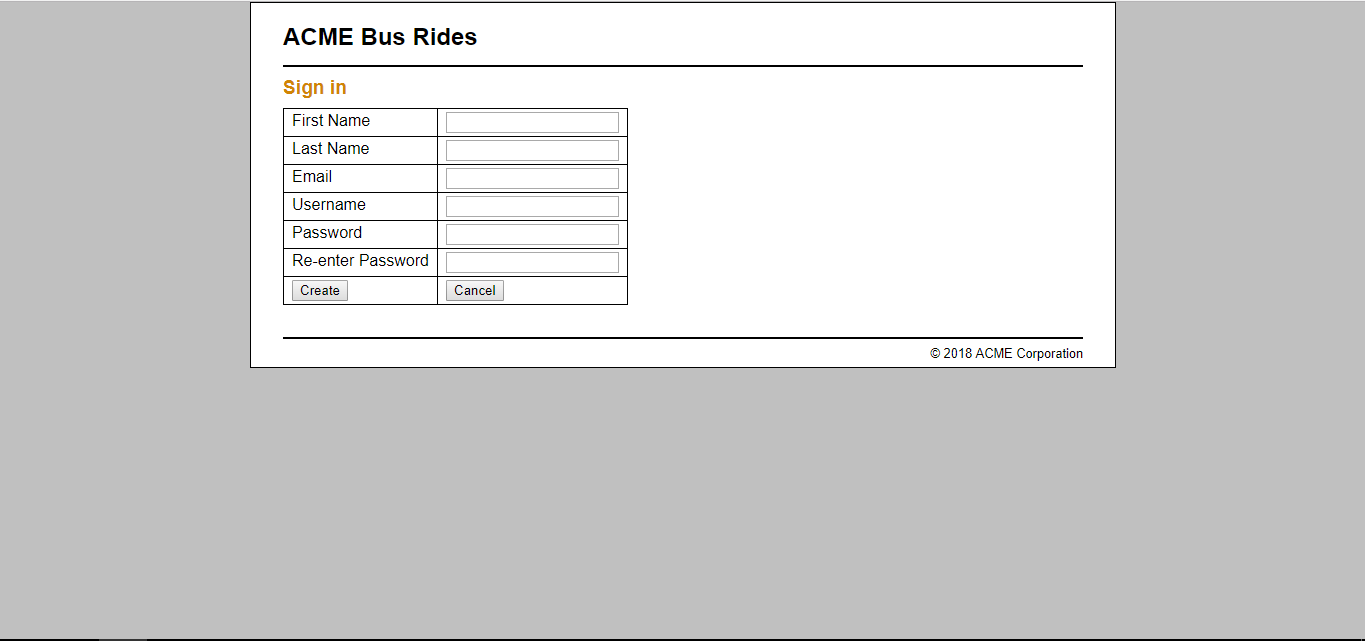 ACME Bus Rides
Sign in
First Name
Last Name
Email
Username
Password
Re-enter Password
Create Cancel
© 2018 ACME Corporation